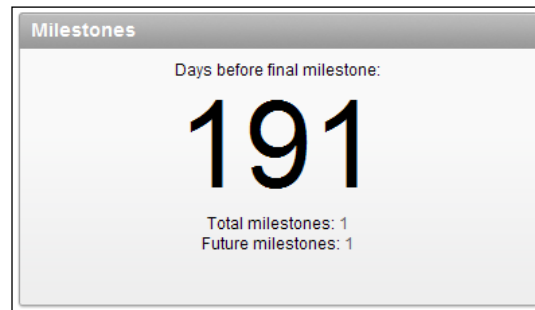 Milestones
Days before final milestone:
191
Total milestones: 1
Future milestones: 1